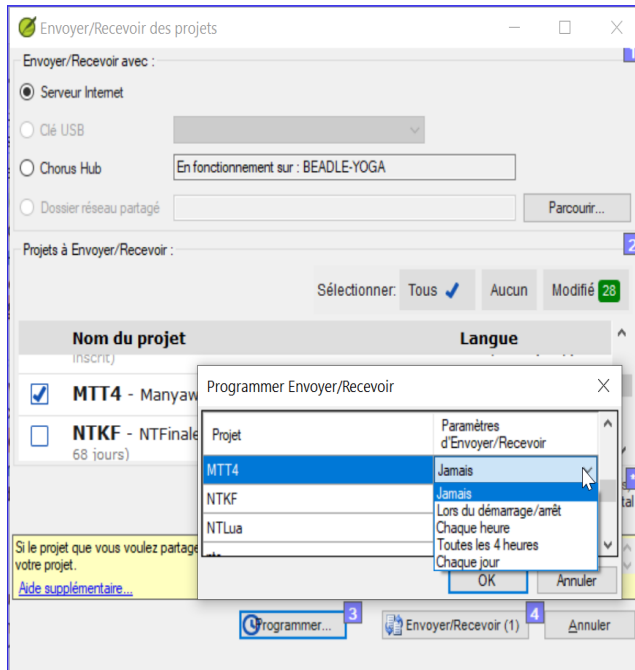 Envoyer/Recevoir des projets
Envoyer/Recevoir avec :
1
Serveur Internet
Clé USB
Chorus Hub
En fonctionnement sur : BEADLE-YOGA
Dossier réseau partagé
Parcourir...
2
Projets à Envoyer/Recevoir :
Sélectionner: Tous Aucun Modifié 28
Nom du projet Langue
inscrit)
MTT4 - Manyaw
NTKF - NTFinale
68 jours)
Programmer Envoyer/Recevoir
Projet
Paramètres
d'Envoyer/Recevoir
MTT4 Jamais
NTKF
NTLua
Jamais
Lors du démarrage/arrêt
Chaque heure
Toutes les 4 heures
Chaque jour
OK Annuler
Si le projet que vous voulez partage
votre projet.
Aide supplémentaire...
Programmer... 3
Envoyer/Recevoir (1) 4
Annuler